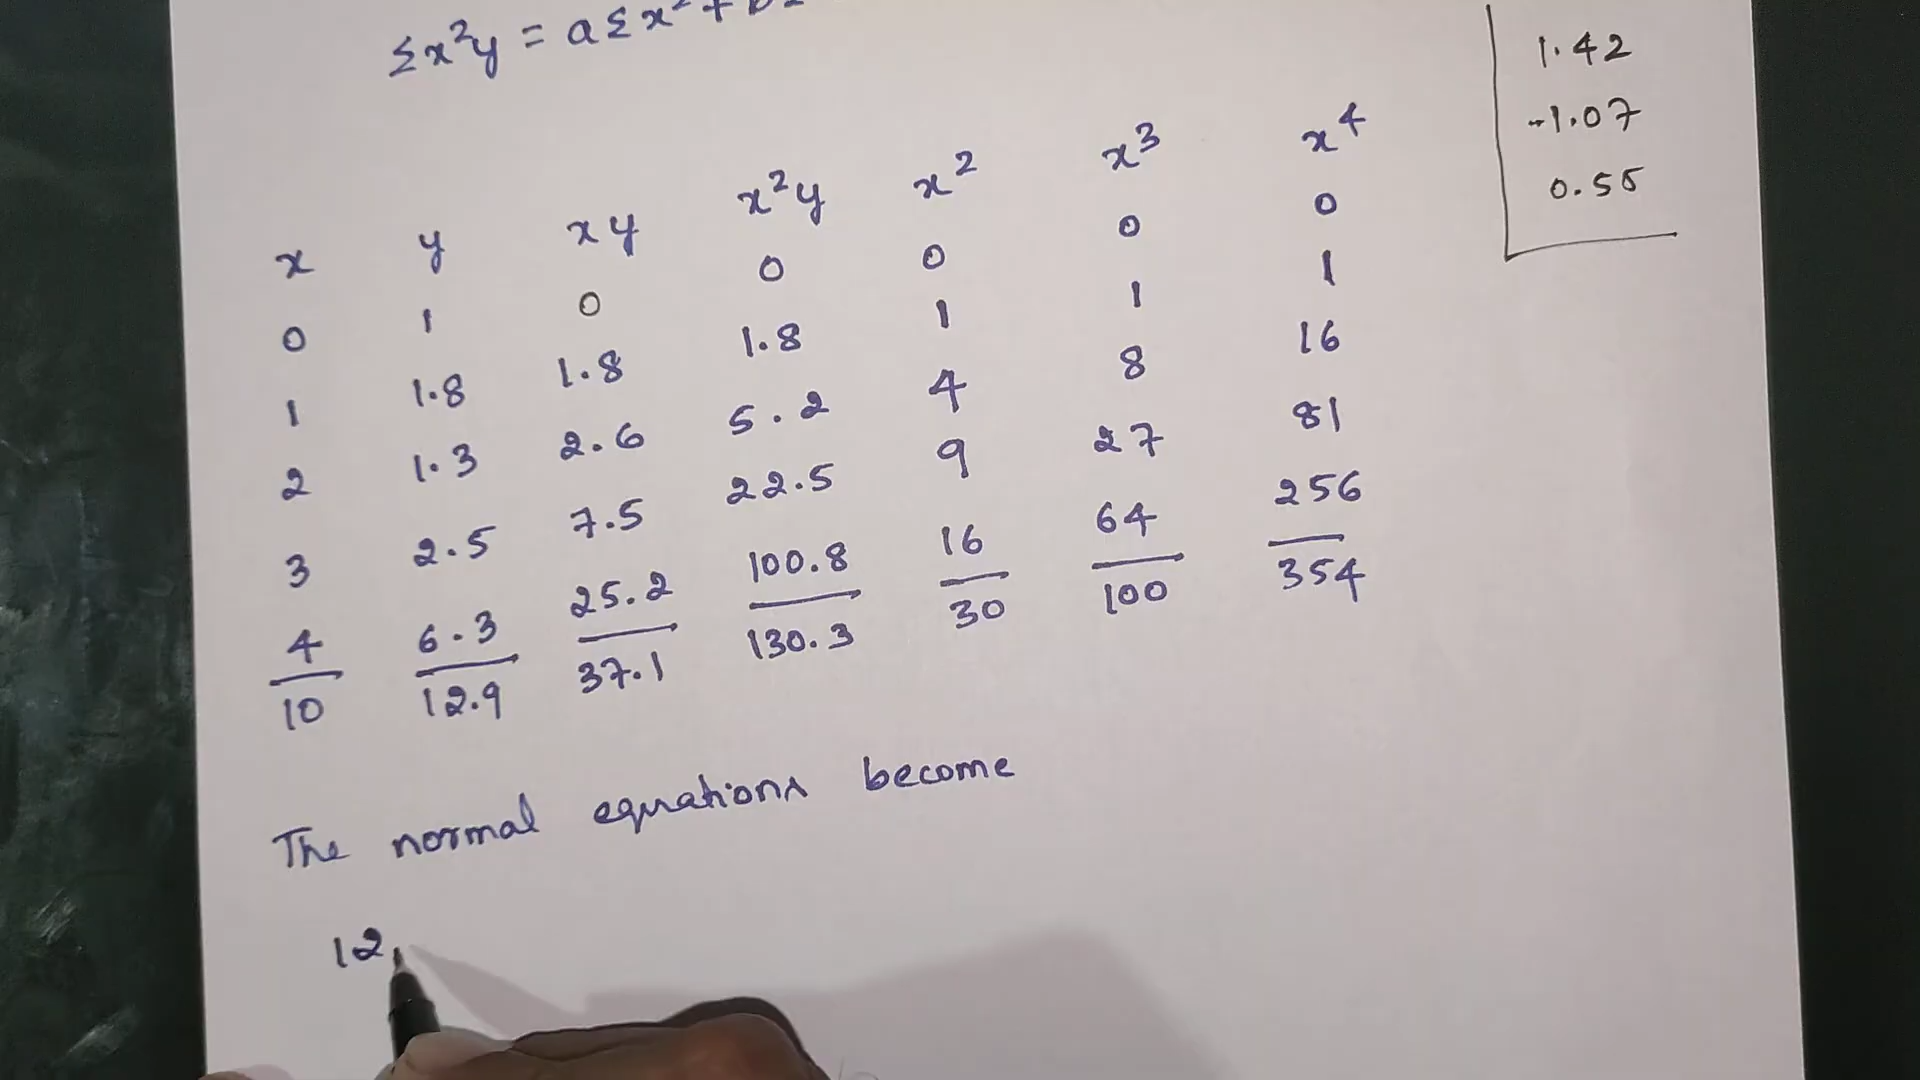 Σx²y = aΣx² +
x y xy x²y x² x³ x⁴
0 1 0 0 0 0 0
1 1.8 1.8 1.8 1 1 1
2 1.3 2.6 5.2 4 8 16
3 2.5 7.5 22.5 9 27 81
4 6.3 25.2 100.8 16 64 256
10 12.9 37.1 130.3 30 100 354
The normal equations become
12.
1.42
-1.07
0.55